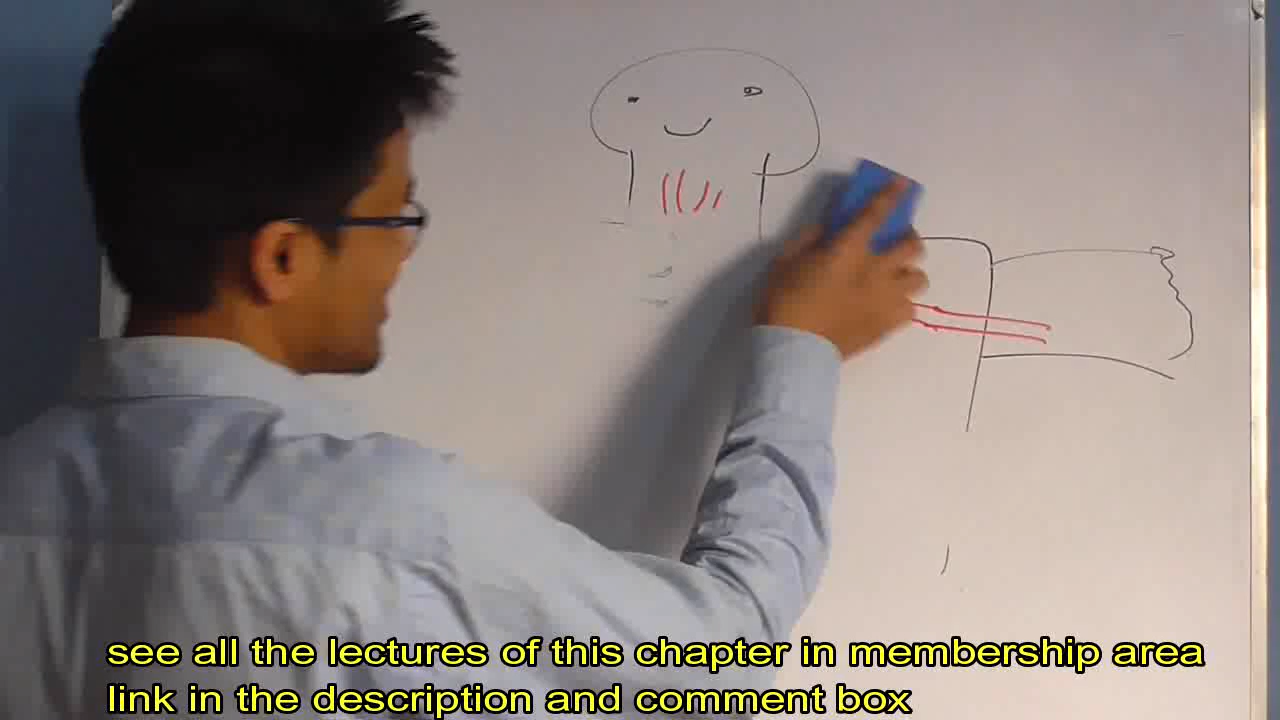 see all the lectures of this chapter in membership area
link in the description and comment box